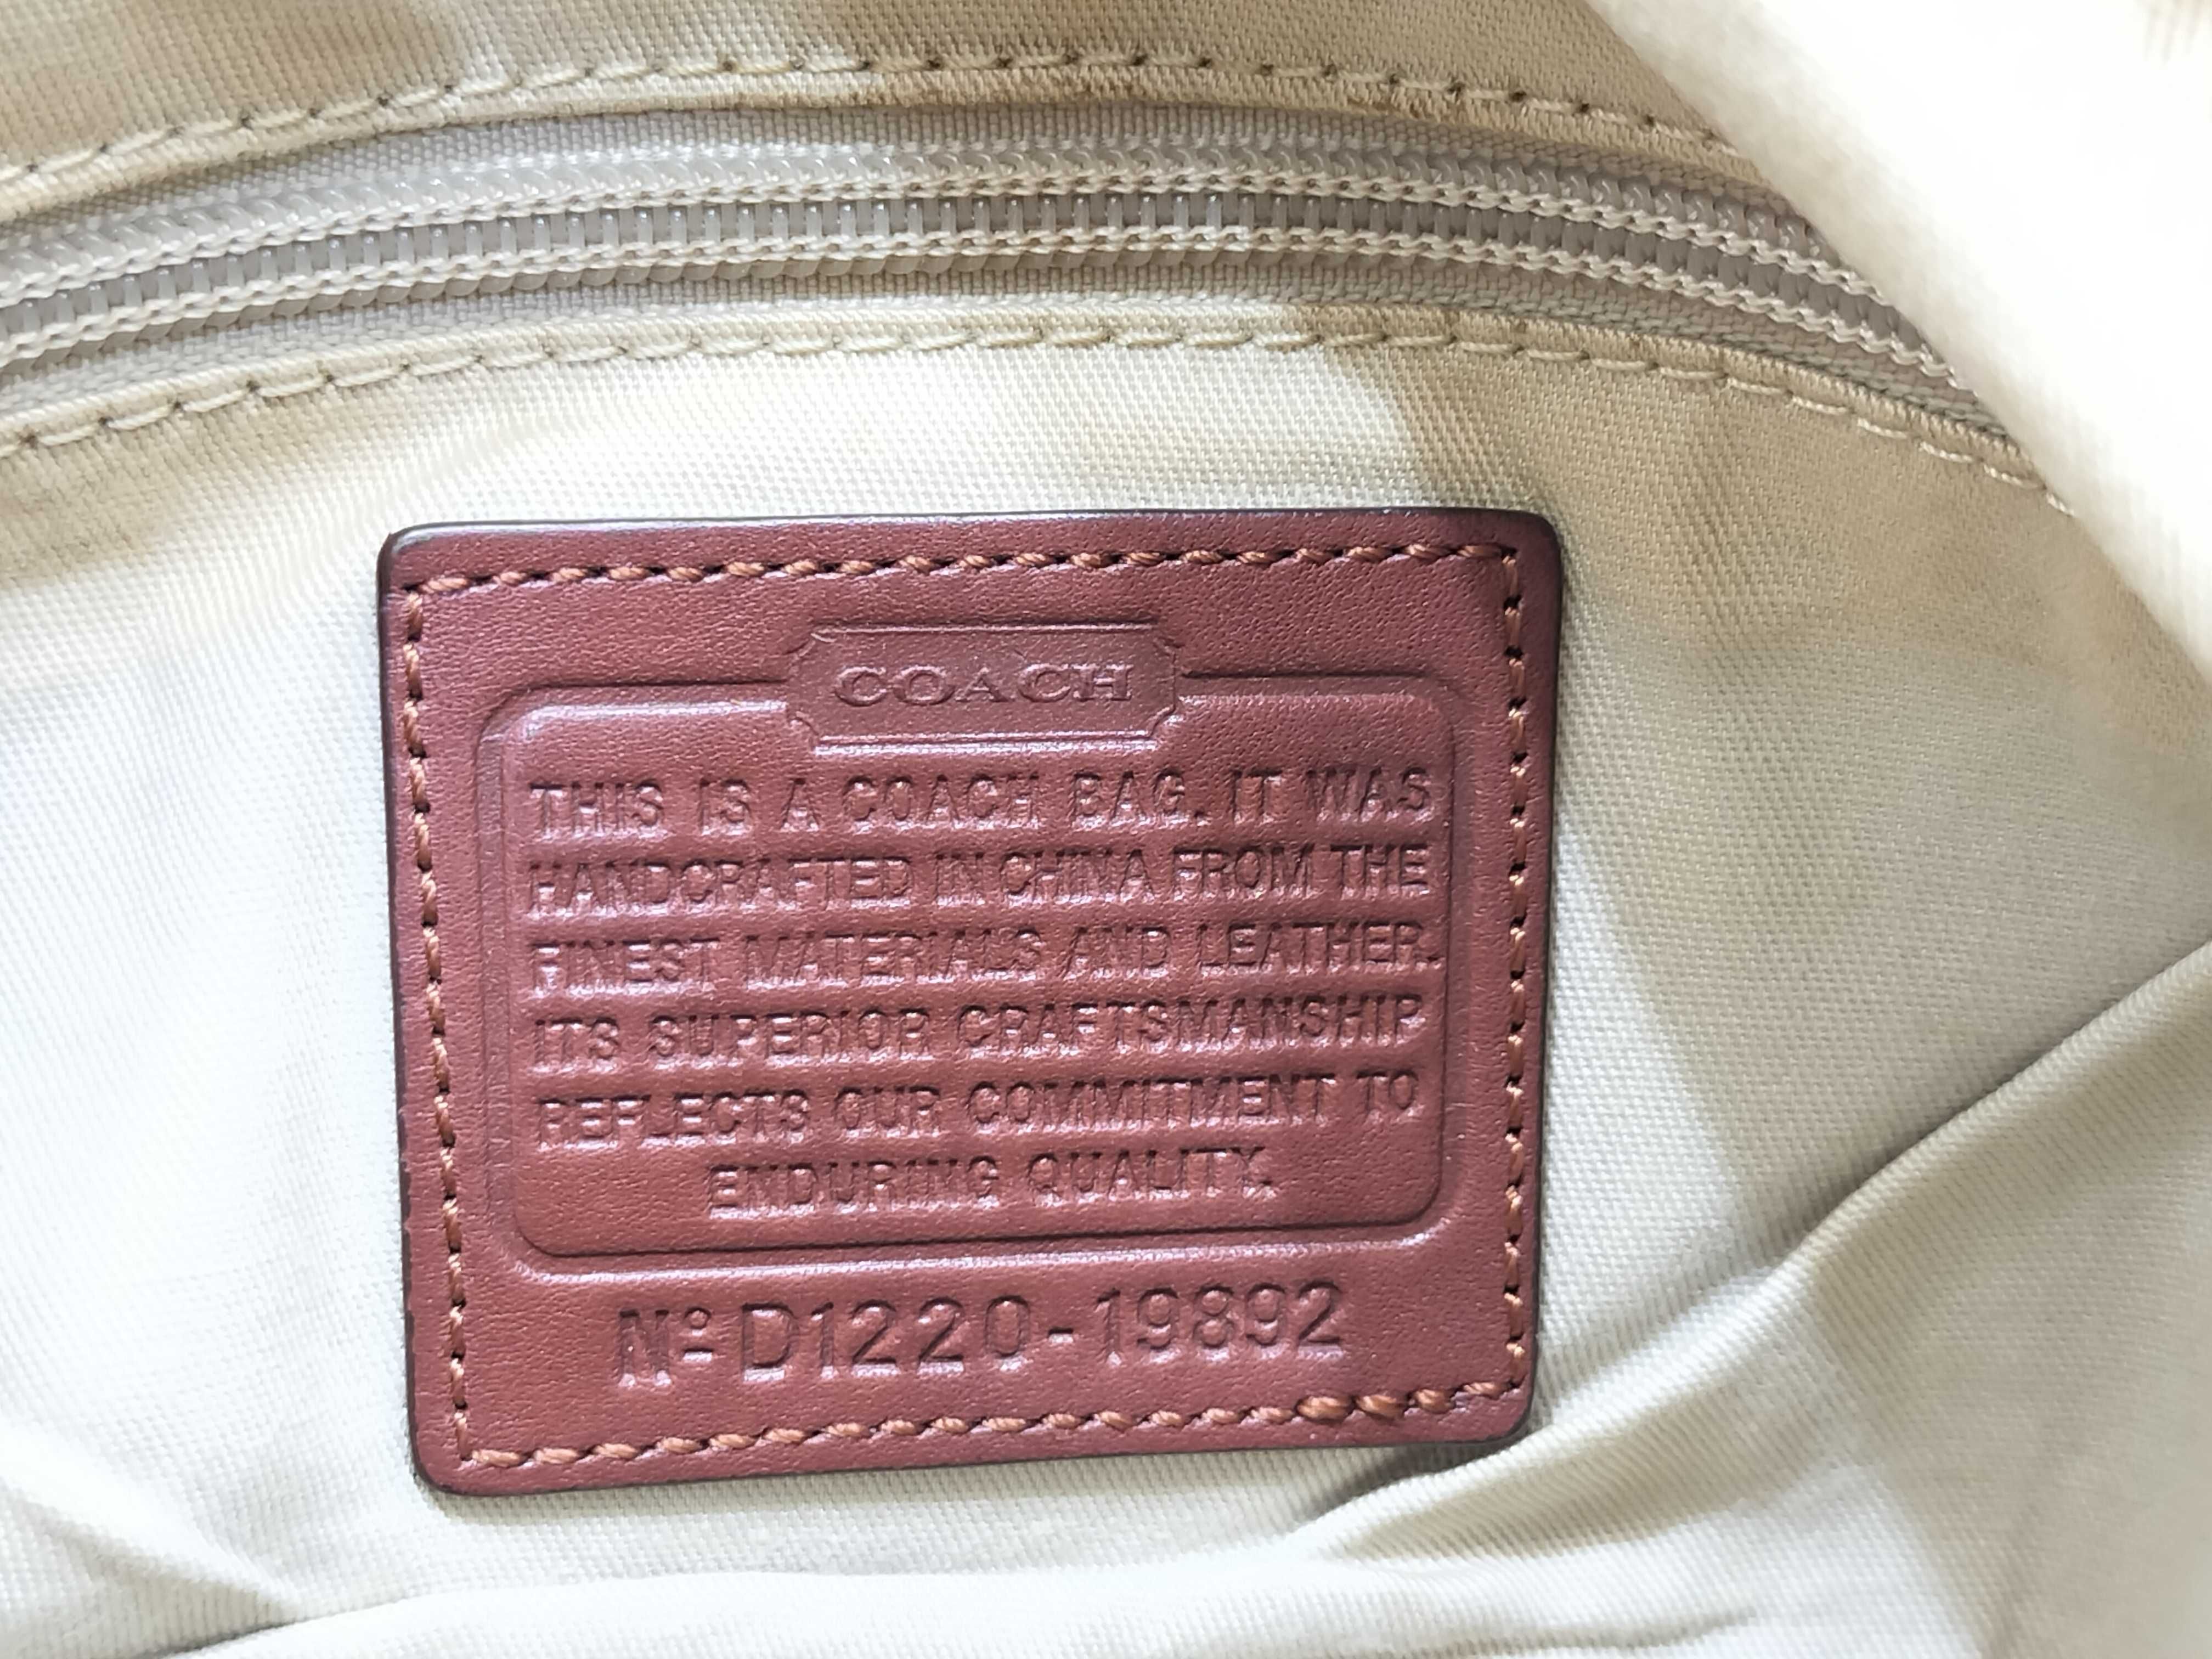 COACH
THIS IS A COACH BAG. IT WAS
HANDCRAFTED IN CHINA FROM THE
FINEST MATERIALS AND LEATHER.
ITS SUPERIOR CRAFTSMANSHIP
REFLECTS OUR COMMITMENT TO
ENDURING QUALITY.
Nº D1220-19892